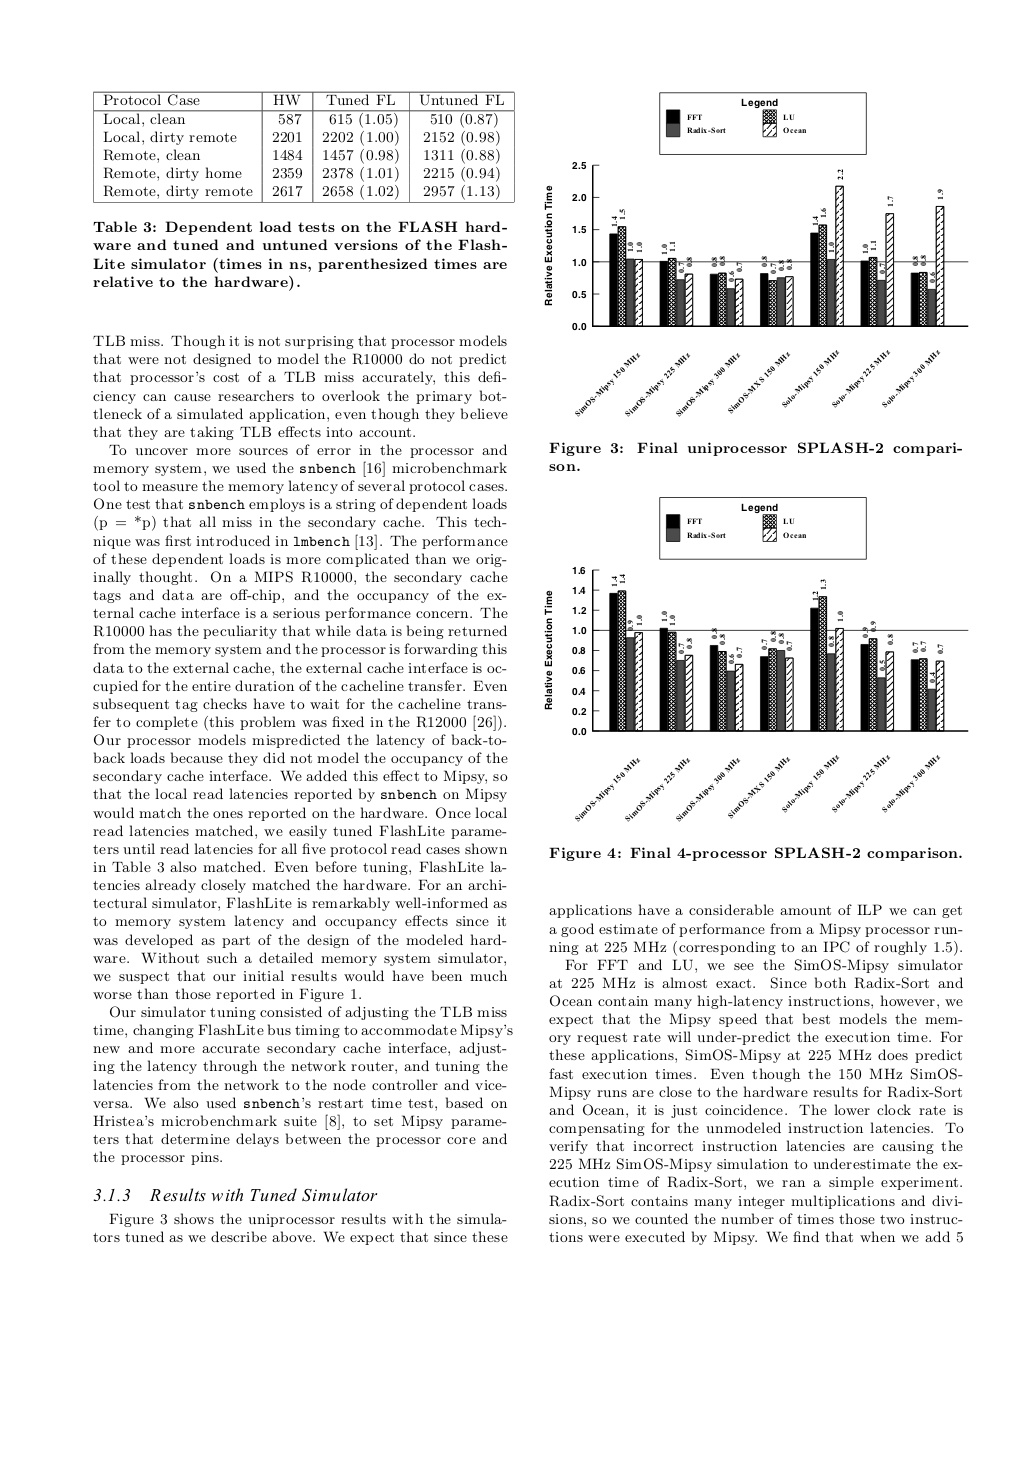 Protocol Case HW Tuned FL Untuned FL
Local, clean 587 615 (1.05) 510 (0.87)
Local, dirty remote 2201 2202 (1.00) 2152 (0.98)
Remote, clean 1484 1457 (0.98) 1311 (0.88)
Remote, dirty home 2359 2378 (1.01) 2215 (0.94)
Remote, dirty remote 2617 2658 (1.02) 2957 (1.13)
Table 3: Dependent load tests on the FLASH hard-
ware and tuned and untuned versions of the Flash-
Lite simulator (times in ns, parenthesized times are
relative to the hardware).
TLB miss. Though it is not surprising that processor models
that were not designed to model the R10000 do not predict
that processor's cost of a TLB miss accurately, this defi-
ciency can cause researchers to overlook the primary bot-
tleneck of a simulated application, even though they believe
that they are taking TLB effects into account.
To uncover more sources of error in the processor and
memory system, we used the snbench [16] microbenchmark
tool to measure the memory latency of several protocol cases.
One test that snbench employs is a string of dependent loads
(p = *p) that all miss in the secondary cache. This tech-
nique was first introduced in lmbench [13]. The performance
of these dependent loads is more complicated than we orig-
inally thought. On a MIPS R10000, the secondary cache
tags and data are off-chip, and the occupancy of the ex-
ternal cache interface is a serious performance concern. The
R10000 has the peculiarity that while data is being returned
from the memory system and the processor is forwarding this
data to the external cache, the external cache interface is oc-
cupied for the entire duration of the cacheline transfer. Even
subsequent tag checks have to wait for the cacheline trans-
fer to complete (this problem was fixed in the R12000 [26]).
Our processor models mispredicted the latency of back-to-
back loads because they did not model the occupancy of the
secondary cache interface. We added this effect to Mipsy, so
that the local read latencies reported by snbench on Mipsy
would match the ones reported on the hardware. Once local
read latencies matched, we easily tuned FlashLite parame-
ters until read latencies for all five protocol read cases shown
in Table 3 also matched. Even before tuning, FlashLite la-
tencies already closely matched the hardware. For an archi-
tectural simulator, FlashLite is remarkably well-informed as
to memory system latency and occupancy effects since it
was developed as part of the design of the modeled hard-
ware. Without such a detailed memory system simulator,
we suspect that our initial results would have been much
worse than those reported in Figure 1.
Our simulator tuning consisted of adjusting the TLB miss
time, changing FlashLite bus timing to accommodate Mipsy's
new and more accurate secondary cache interface, adjust-
ing the latency through the network router, and tuning the
latencies from the network to the node controller and vice-
versa. We also used snbench's restart time test, based on
Hristea's microbenchmark suite [8], to set Mipsy parame-
ters that determine delays between the processor core and
the processor pins.
3.1.3 Results with Tuned Simulator
Figure 3 shows the uniprocessor results with the simula-
tors tuned as we describe above. We expect that since these
Legend
FFT LU
Radix-Sort Ocean
Relative Execution Time
2.5
2.0
1.5
1.0
0.5
0.0
1.4 1.5 1.0 1.0
1.0 1.1 0.7 0.8
0.8 0.8 0.6 0.7
0.8 0.7 0.8 0.8
1.4 1.6 1.0 2.2
1.0 1.1 0.7 1.7
0.8 0.8 0.6 1.9
SimOS-Mipsy 150 MHz
SimOS-Mipsy 225 MHz
SimOS-Mipsy 300 MHz
SimOS-MXS 150 MHz
Solo-Mipsy 150 MHz
Solo-Mipsy 225 MHz
Solo-Mipsy 300 MHz
Figure 3: Final uniprocessor SPLASH-2 compari-
son.
Legend
FFT LU
Radix-Sort Ocean
Relative Execution Time
1.6
1.4
1.2
1.0
0.8
0.6
0.4
0.2
0.0
1.4 1.4 0.9 1.0
1.0 1.0 0.7 0.8
0.8 0.8 0.6 0.7
0.7 0.8 0.8 0.7
1.2 1.3 0.8 1.0
0.9 0.9 0.5 0.8
0.7 0.7 0.4 0.7
SimOS-Mipsy 150 MHz
SimOS-Mipsy 225 MHz
SimOS-Mipsy 300 MHz
SimOS-MXS 150 MHz
Solo-Mipsy 150 MHz
Solo-Mipsy 225 MHz
Solo-Mipsy 300 MHz
Figure 4: Final 4-processor SPLASH-2 comparison.
applications have a considerable amount of ILP we can get
a good estimate of performance from a Mipsy processor run-
ning at 225 MHz (corresponding to an IPC of roughly 1.5).
For FFT and LU, we see the SimOS-Mipsy simulator
at 225 MHz is almost exact. Since both Radix-Sort and
Ocean contain many high-latency instructions, however, we
expect that the Mipsy speed that best models the mem-
ory request rate will under-predict the execution time. For
these applications, SimOS-Mipsy at 225 MHz does predict
fast execution times. Even though the 150 MHz SimOS-
Mipsy runs are close to the hardware results for Radix-Sort
and Ocean, it is just coincidence. The lower clock rate is
compensating for the unmodeled instruction latencies. To
verify that incorrect instruction latencies are causing the
225 MHz SimOS-Mipsy simulation to underestimate the ex-
ecution time of Radix-Sort, we ran a simple experiment.
Radix-Sort contains many integer multiplications and divi-
sions, so we counted the number of times those two instruc-
tions were executed by Mipsy. We find that when we add 5